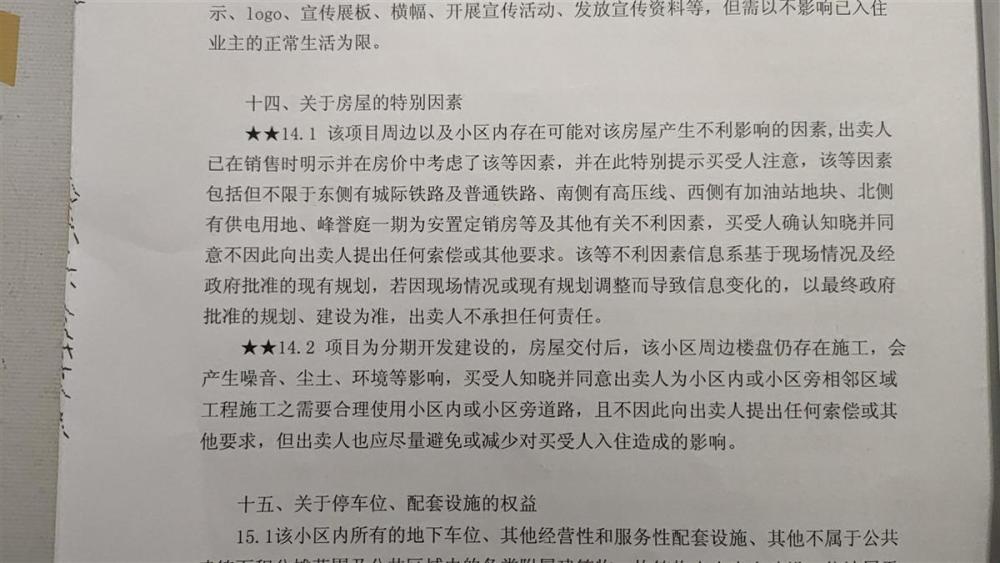 示、logo、宣传展板、横幅、开展宣传活动、发放宣传资料等，但需以不影响已入住
业主的正常生活为限。
十四、关于房屋的特别因素
★★14.1 该项目周边以及小区内存在可能对该房屋产生不利影响的因素,出卖人
已在销售时明示并在房价中考虑了该等因素，并在此特别提示买受人注意，该等因素
包括但不限于东侧有城际铁路及普通铁路、南侧有高压线、西侧有加油站地块、北侧
有供电用地、峰誉庭一期为安置定销房等及其他有关不利因素，买受人确认知晓并同
意不因此向出卖人提出任何索偿或其他要求。该等不利因素信息系基于现场情况及经
政府批准的现有规划，若因现场情况或现有规划调整而导致信息变化的，以最终政府
批准的规划、建设为准，出卖人不承担任何责任。
★★14.2 项目为分期开发建设的，房屋交付后，该小区周边楼盘仍存在施工，会
产生噪音、尘土、环境等影响，买受人知晓并同意出卖人为小区内或小区旁相邻区域
工程施工之需要合理使用小区内或小区旁道路，且不因此向出卖人提出任何索偿或其
他要求，但出卖人也应尽量避免或减少对买受人入住造成的影响。
十五、关于停车位、配套设施的权益
15.1该小区内所有的地下车位、其他经营性和服务性配套设施、其他不属于公共